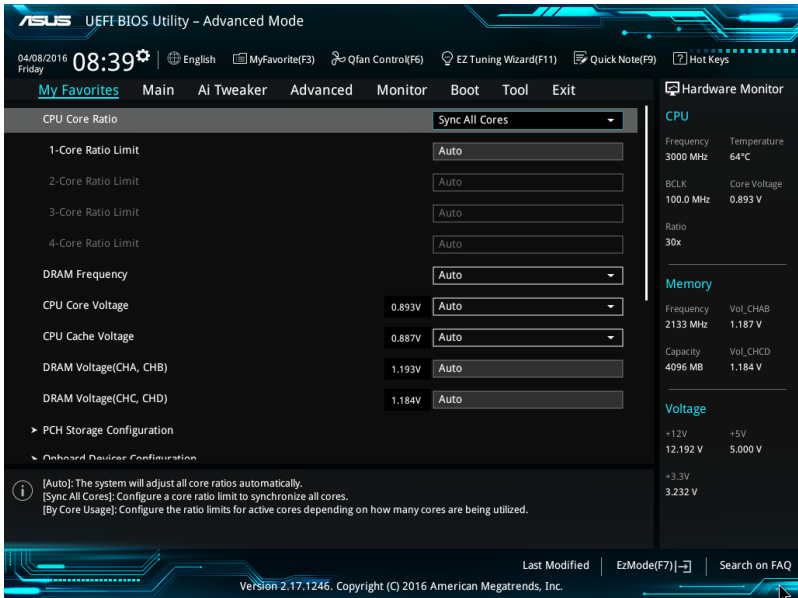 ASUS UEFI BIOS Utility – Advanced Mode
04/08/2016 Friday 08:39 English MyFavorite(F3) Qfan Control(F6) EZ Tuning Wizard(F11) Quick Note(F9) ? Hot Keys
My Favorites Main Ai Tweaker Advanced Monitor Boot Tool Exit
CPU Core Ratio Sync All Cores
1-Core Ratio Limit Auto
2-Core Ratio Limit Auto
3-Core Ratio Limit Auto
4-Core Ratio Limit Auto
DRAM Frequency Auto
CPU Core Voltage 0.893V Auto
CPU Cache Voltage 0.887V Auto
DRAM Voltage(CHA, CHB) 1.193V Auto
DRAM Voltage(CHC, CHD) 1.184V Auto
PCH Storage Configuration
Onboard Devices Configuration
[Auto]: The system will adjust all core ratios automatically.
[Sync All Cores]: Configure a core ratio limit to synchronize all cores.
[By Core Usage]: Configure the ratio limits for active cores depending on how many cores are being utilized.
Hardware Monitor
CPU
Frequency Temperature
3000 MHz 64°C
BCLK Core Voltage
100.0 MHz 0.893 V
Ratio
30x
Memory
Frequency Vol_CHAB
2133 MHz 1.187 V
Capacity Vol_CHCD
4096 MB 1.184 V
Voltage
+12V +5V
12.192 V 5.000 V
+3.3V
3.232 V
Last Modified EzMode(F7) Search on FAQ
Version 2.17.1246. Copyright (C) 2016 American Megatrends, Inc.